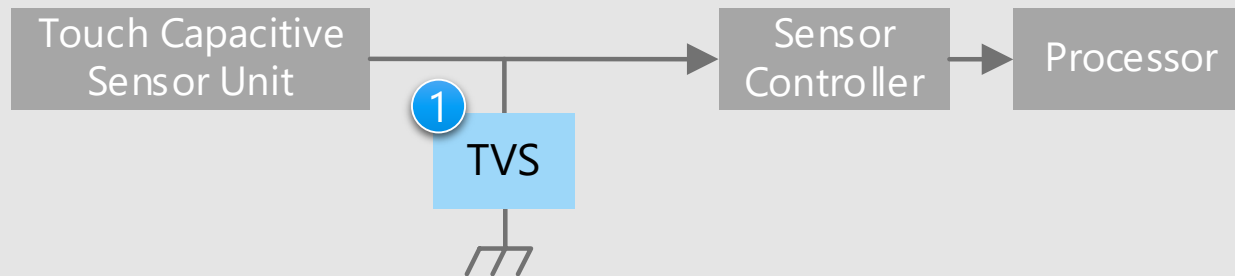 Touch Capacitive
Sensor Unit
Sensor
Controller
Processor
1
TVS